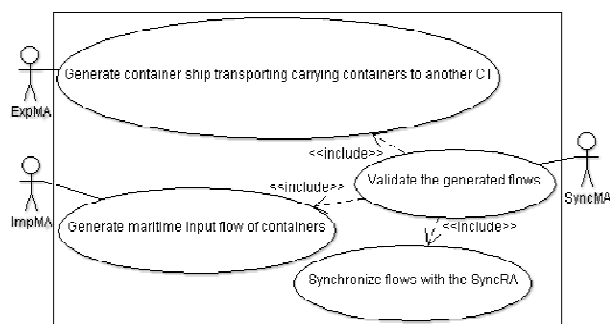 Generate container ship transporting carrying containers to another CT
ExpMA
<<include>>
Validate the generated flows
SyncMA
<<include>>
ImpMA
Generate maritime input flow of containers
<<include>>
Synchronize flows with the SyncRA